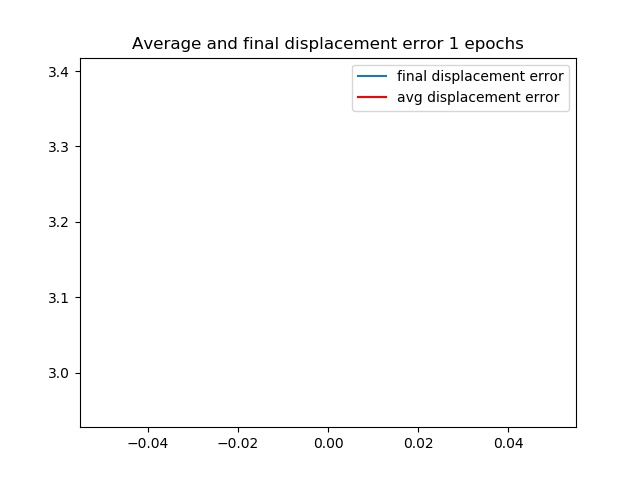 Average and final displacement error 1 epochs
final displacement error
avg displacement error
3.4
3.3
3.2
3.1
3.0
−0.04 −0.02 0.00 0.02 0.04